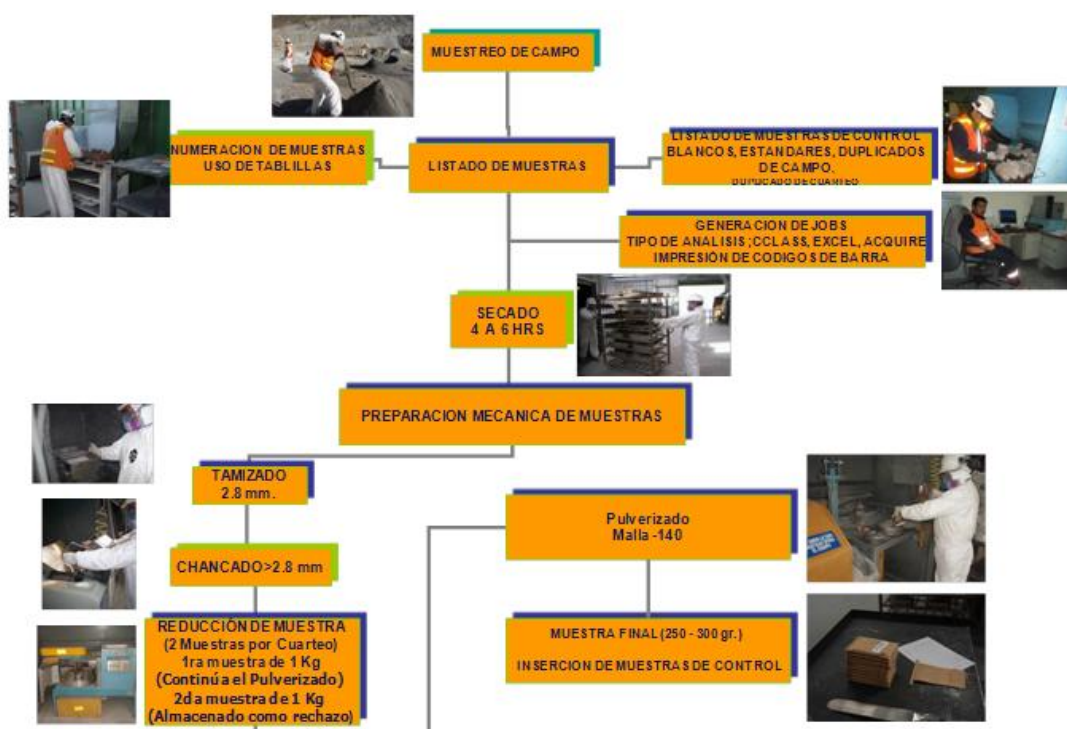 MUESTREO DE CAMPO
NUMERACION DE MUESTRAS
USO DE TABLILLAS
LISTADO DE MUESTRAS
LISTADO DE MUESTRAS DE CONTROL
BLANCOS, ESTANDARES, DUPLICADOS
DE CAMPO.
DUPLICADO DE CUARTEO
GENERACION DE JOBS
TIPO DE ANALISIS ;CCLASS, EXCEL, ACQUIRE
IMPRESIÓN DE CODIGOS DE BARRA
SECADO
4 A 6 HRS
PREPARACION MECANICA DE MUESTRAS
TAMIZADO
2.8 mm.
CHANCADO>2.8 mm
REDUCCIÓN DE MUESTRA
(2 Muestras por Cuarteo)
1ra muestra de 1 Kg
(Continúa el Pulverizado)
2da muestra de 1 Kg
(Almacenado como rechazo)
Pulverizado
Malla -140
MUESTRA FINAL (250 - 300 gr.)
INSERCION DE MUESTRAS DE CONTROL